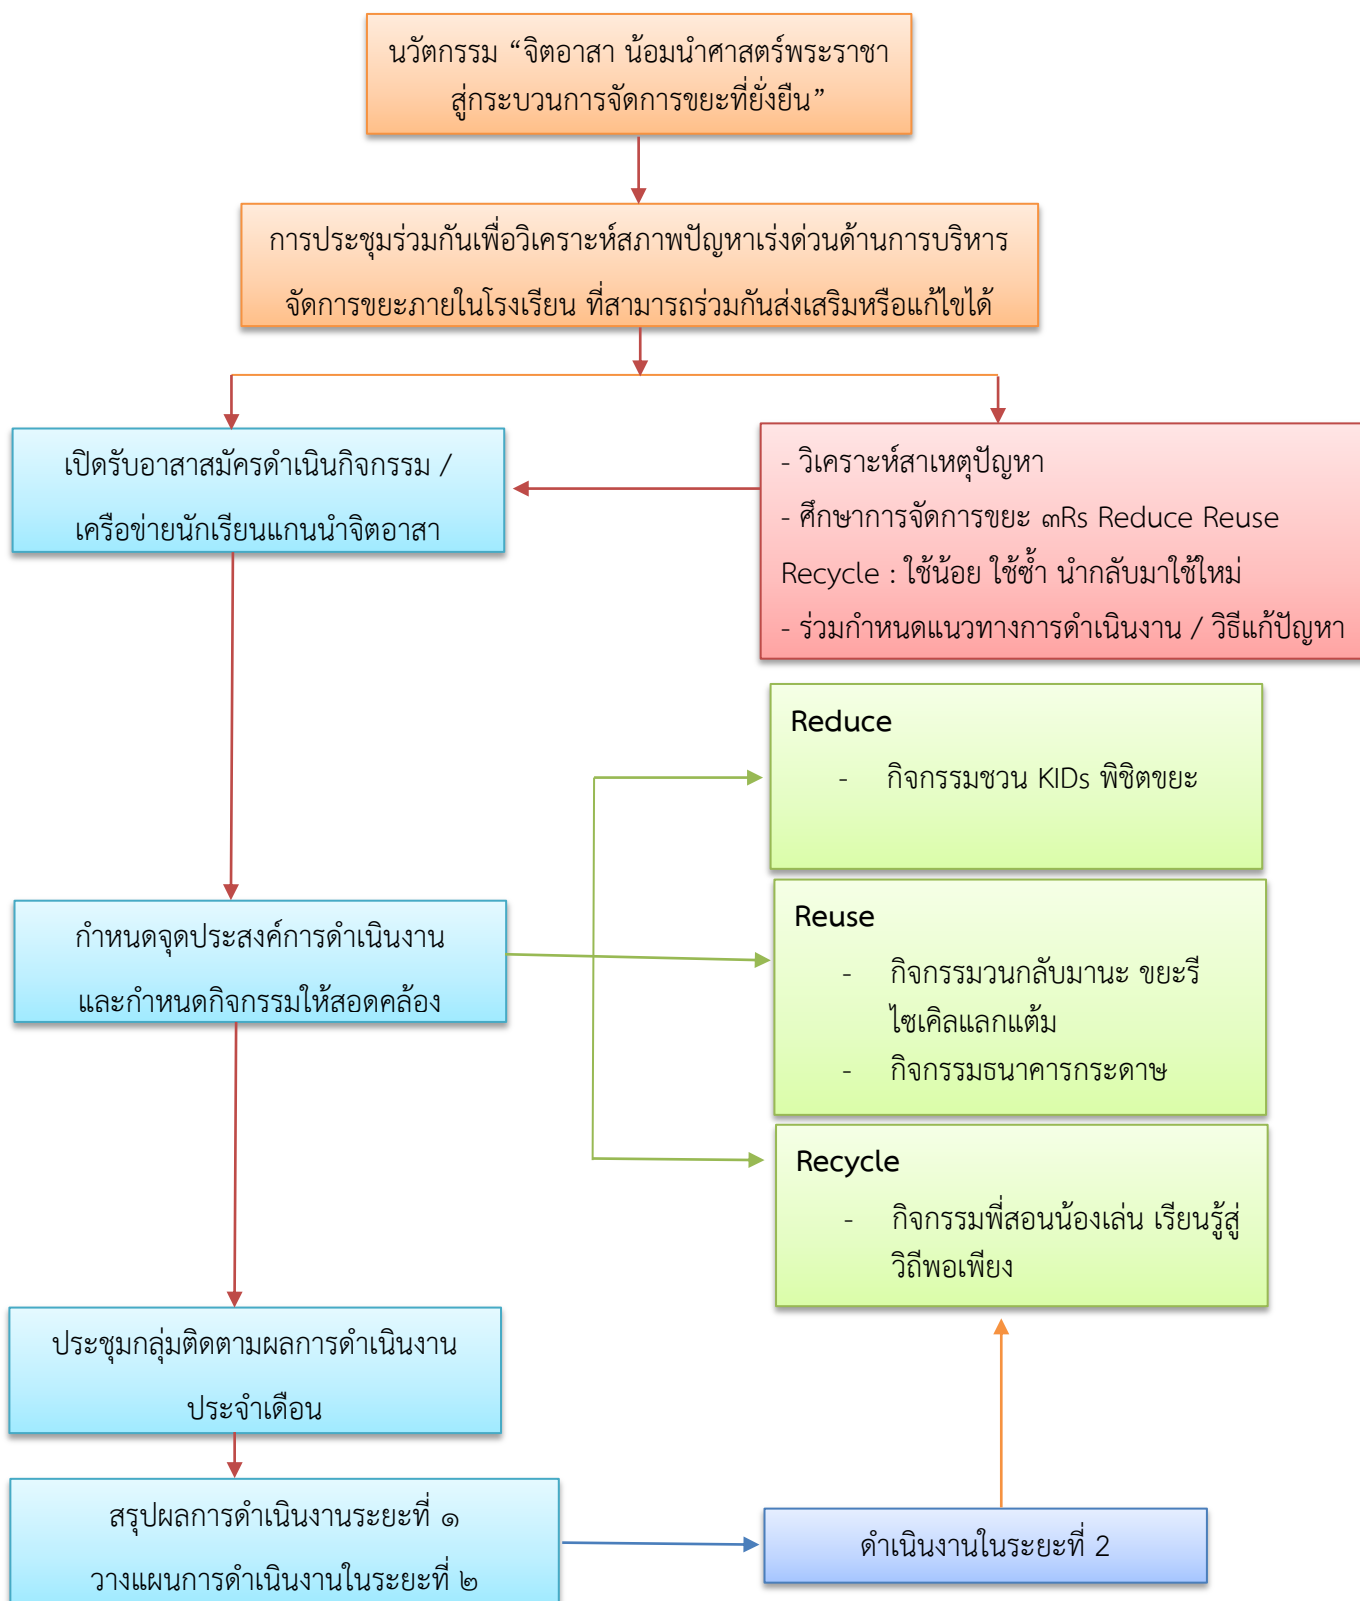 นวัตกรรม “จิตอาสา น้อมนำศาสตร์พระราชา
สู่กระบวนการจัดการขยะที่ยั่งยืน”
การประชุมร่วมกันเพื่อวิเคราะห์สภาพปัญหาเร่งด่วนด้านการบริหาร
จัดการขยะภายในโรงเรียน ที่สามารถร่วมกันส่งเสริมหรือแก้ไขได้
เปิดรับอาสาสมัครดำเนินกิจกรรม /
เครือข่ายนักเรียนแกนนำจิตอาสา
- วิเคราะห์สาเหตุปัญหา
- ศึกษาการจัดการขยะ ๓Rs Reduce Reuse
Recycle : ใช้น้อย ใช้ซ้ำ นำกลับมาใช้ใหม่
- ร่วมกำหนดแนวทางการดำเนินงาน / วิธีแก้ปัญหา
Reduce
- กิจกรรมชวน KIDs พิชิตขยะ
กำหนดจุดประสงค์การดำเนินงาน
และกำหนดกิจกรรมให้สอดคล้อง
Reuse
- กิจกรรมวนกลับมานะ ขยะรี
ไซเคิลแลกแต้ม
- กิจกรรมธนาคารกระดาษ
Recycle
- กิจกรรมพี่สอนน้องเล่น เรียนรู้สู่
วิถีพอเพียง
ประชุมกลุ่มติดตามผลการดำเนินงาน
ประจำเดือน
สรุปผลการดำเนินงานระยะที่ ๑
วางแผนการดำเนินงานในระยะที่ ๒
ดำเนินงานในระยะที่ 2